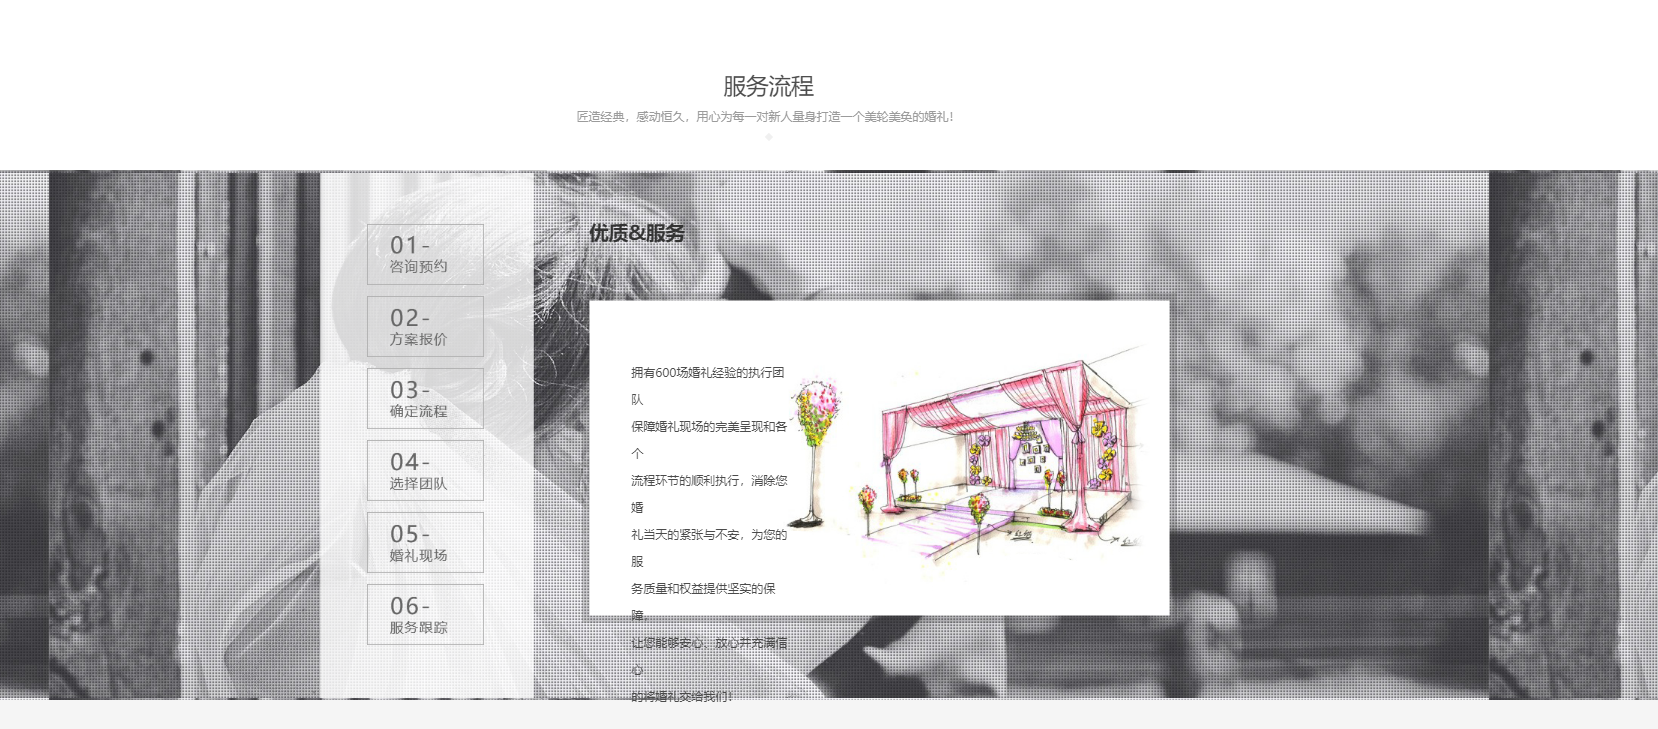 服务流程
匠造经典，感动恒久，用心为每一对新人量身打造一个美轮美奂的婚礼！
01-
咨询预约
02-
方案报价
03-
确定流程
04-
选择团队
05-
婚礼现场
06-
服务跟踪
优质&服务
拥有600场婚礼经验的执行团
队
保障婚礼现场的完美呈现和各
个
流程环节的顺利执行，消除您
婚
礼当天的紧张与不安，为您的
服
务质量和权益提供坚实的保
障，
让您能够安心、放心并充满信
心
的将婚礼交给我们！